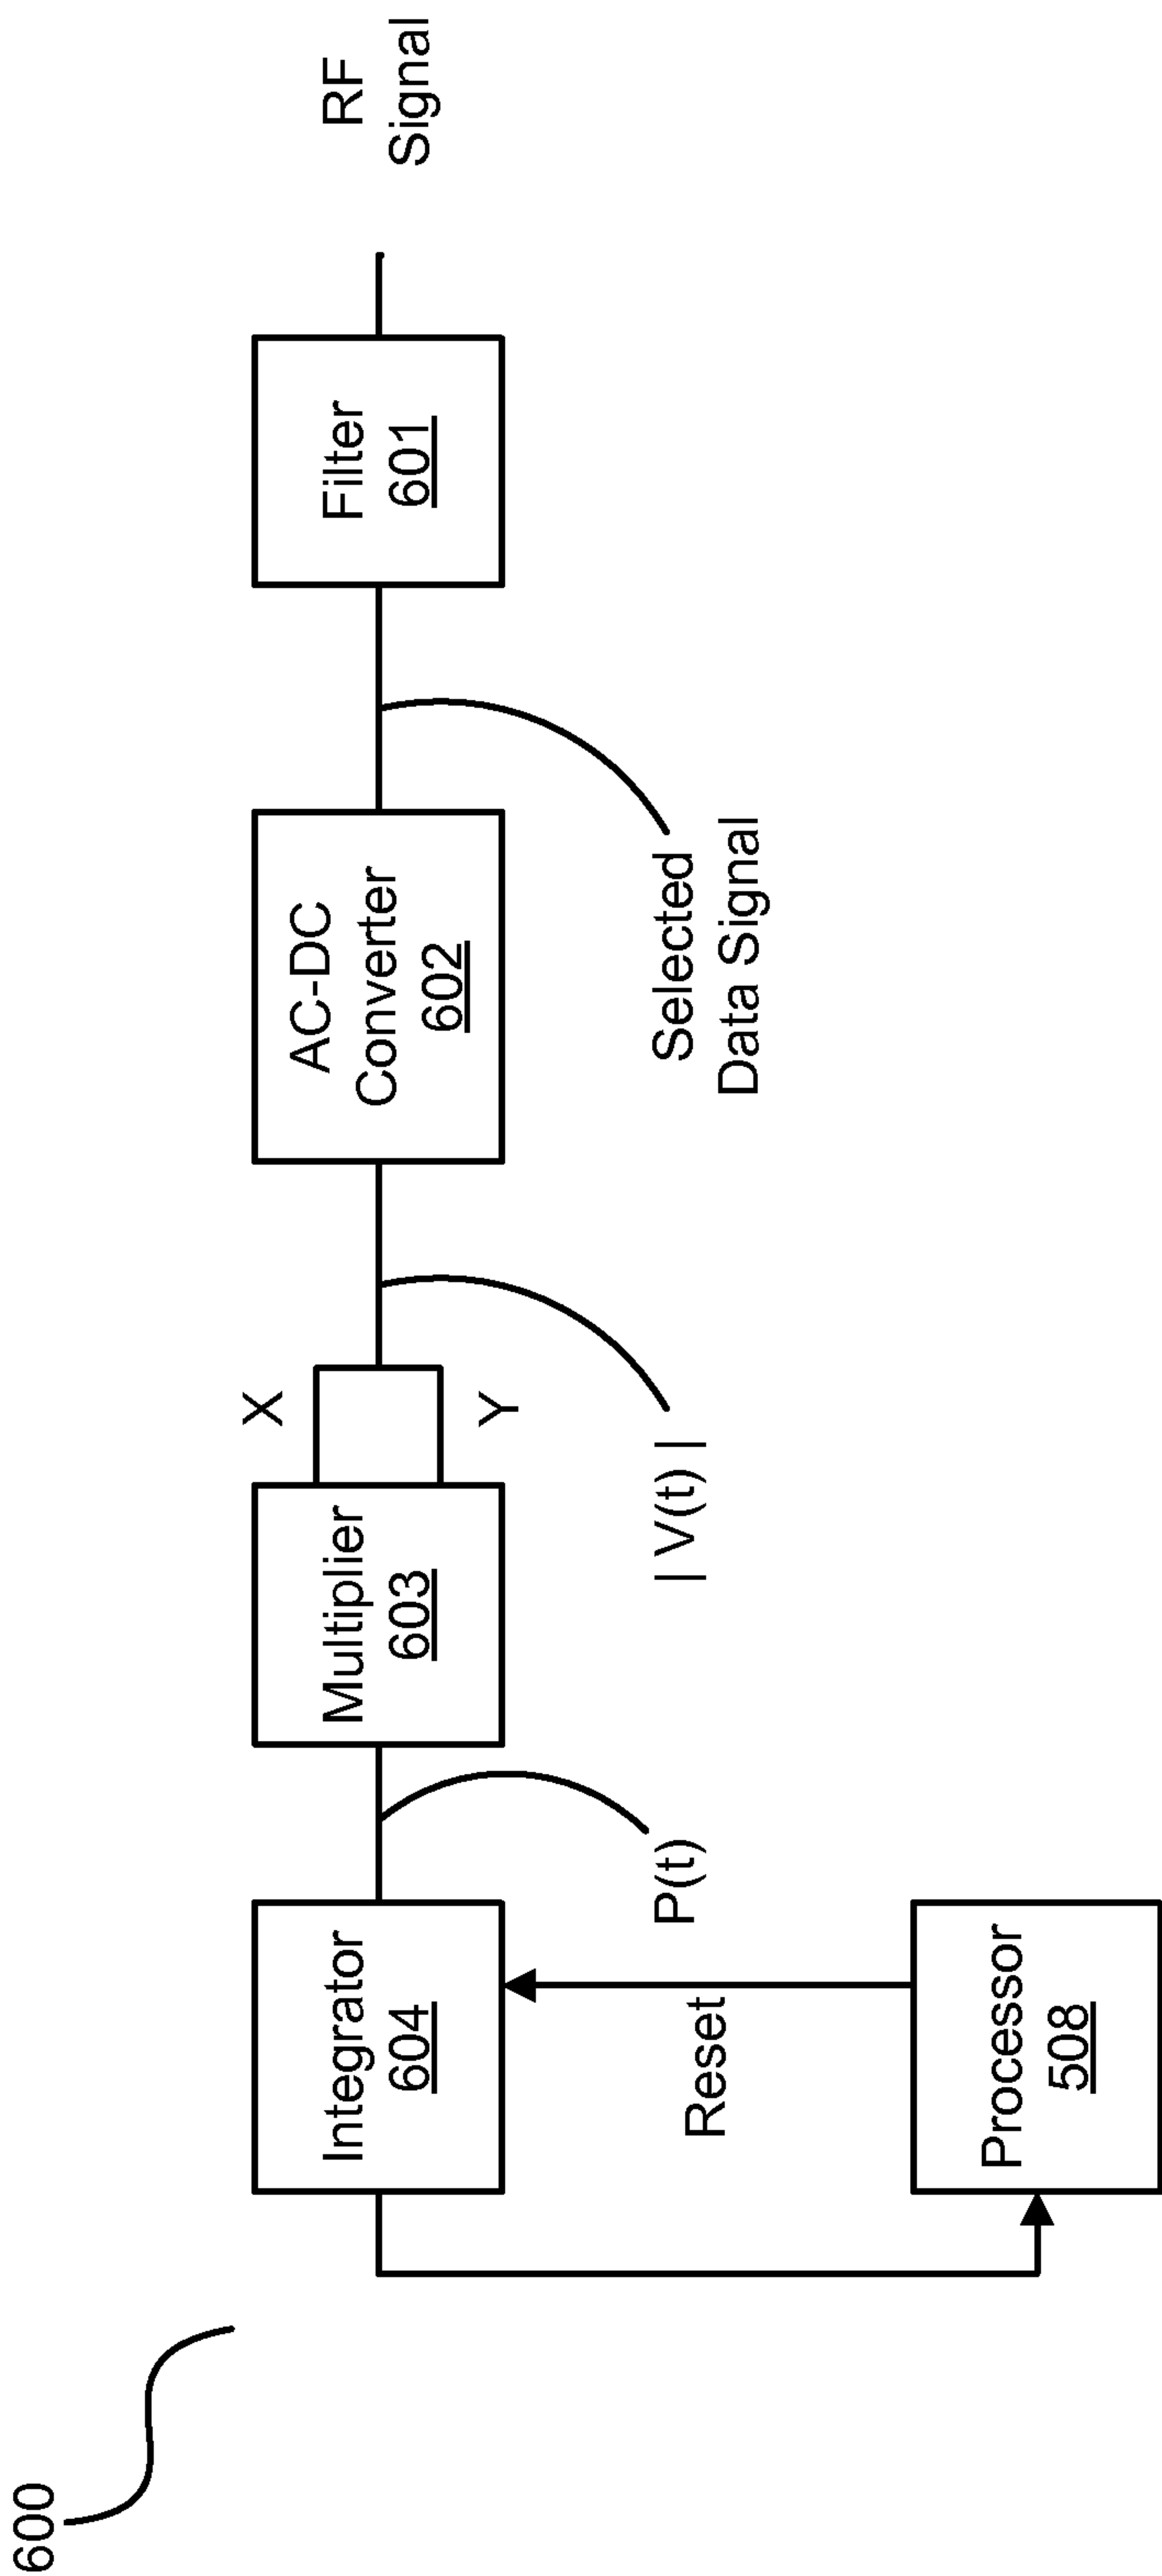 600
Integrator
604
Multiplier
603
X
Y
AC-DC
Converter
602
Filter
601
RF
Signal
P(t)
| V(t) |
Selected
Data Signal
Reset
Processor
508